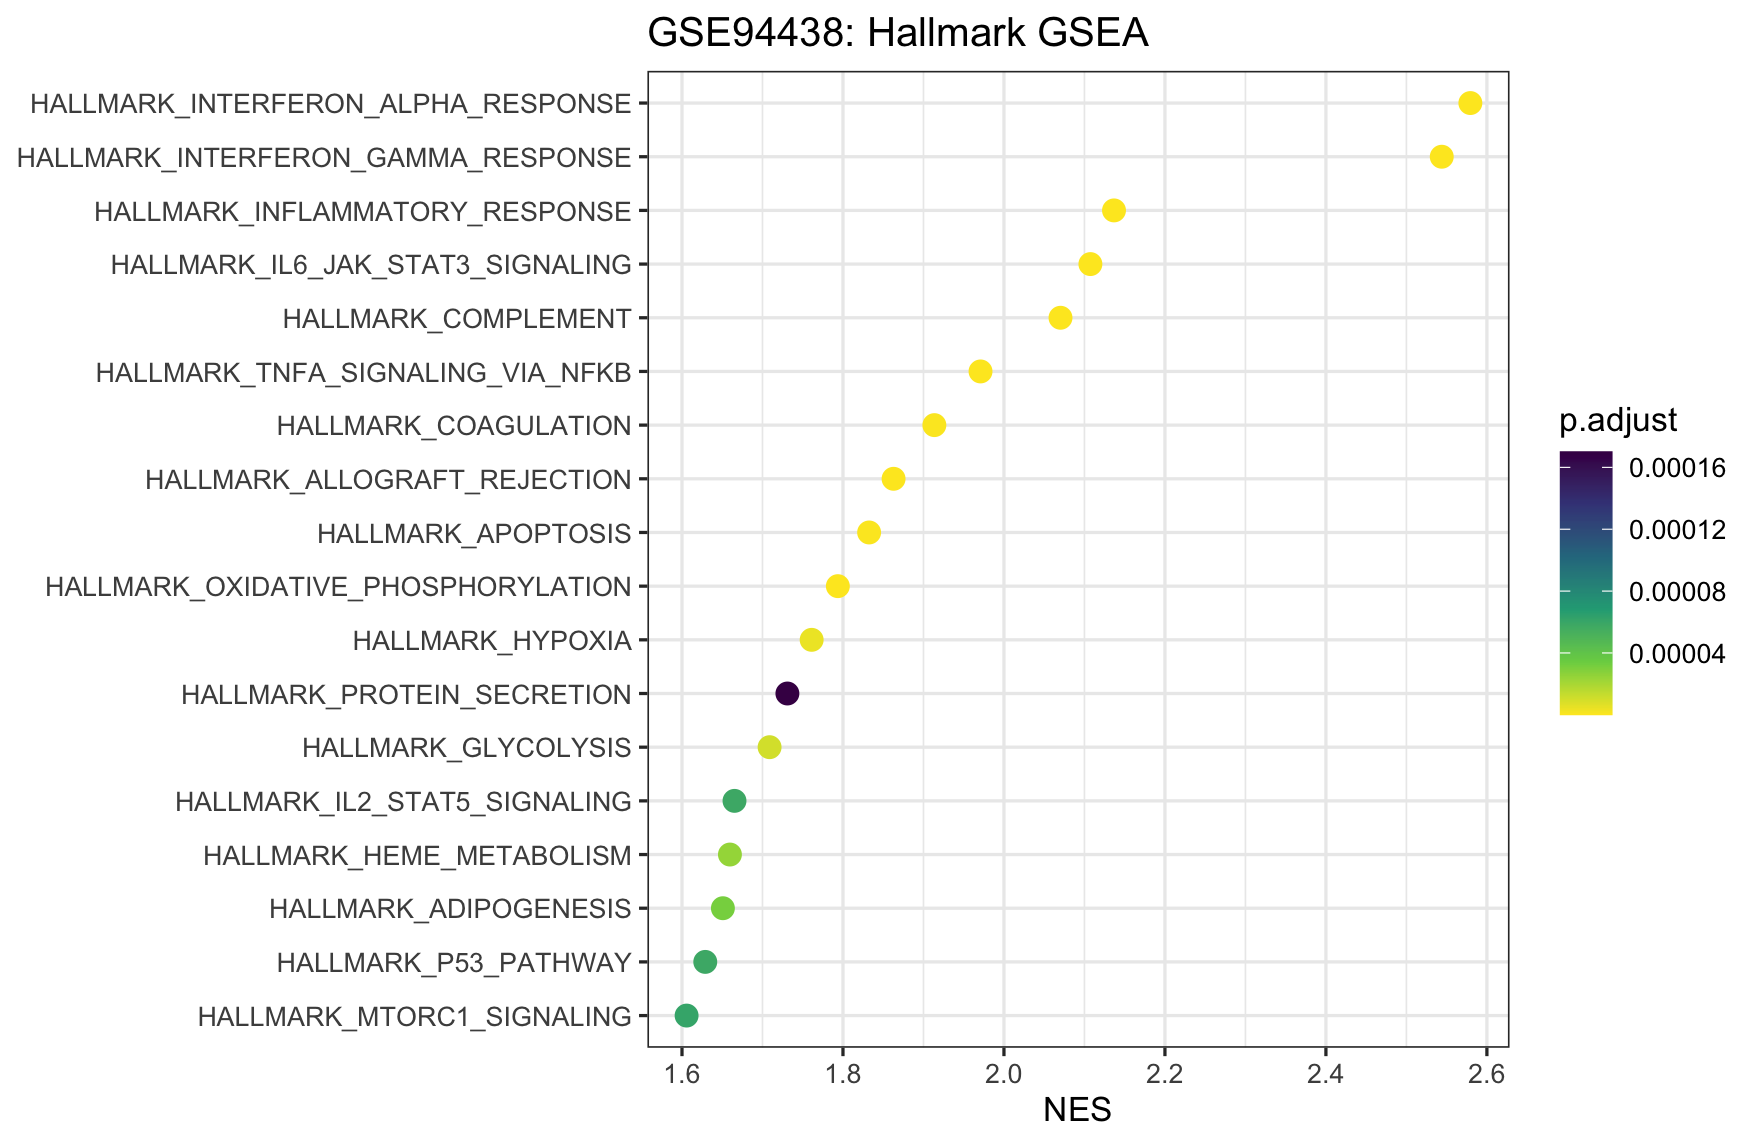 GSE94438: Hallmark GSEA
HALLMARK_INTERFERON_ALPHA_RESPONSE
HALLMARK_INTERFERON_GAMMA_RESPONSE
HALLMARK_INFLAMMATORY_RESPONSE
HALLMARK_IL6_JAK_STAT3_SIGNALING
HALLMARK_COMPLEMENT
HALLMARK_TNFA_SIGNALING_VIA_NFKB
HALLMARK_COAGULATION
HALLMARK_ALLOGRAFT_REJECTION
HALLMARK_APOPTOSIS
HALLMARK_OXIDATIVE_PHOSPHORYLATION
HALLMARK_HYPOXIA
HALLMARK_PROTEIN_SECRETION
HALLMARK_GLYCOLYSIS
HALLMARK_IL2_STAT5_SIGNALING
HALLMARK_HEME_METABOLISM
HALLMARK_ADIPOGENESIS
HALLMARK_P53_PATHWAY
HALLMARK_MTORC1_SIGNALING
1.6 1.8 2.0 2.2 2.4 2.6
NES
p.adjust
0.00016
0.00012
0.00008
0.00004